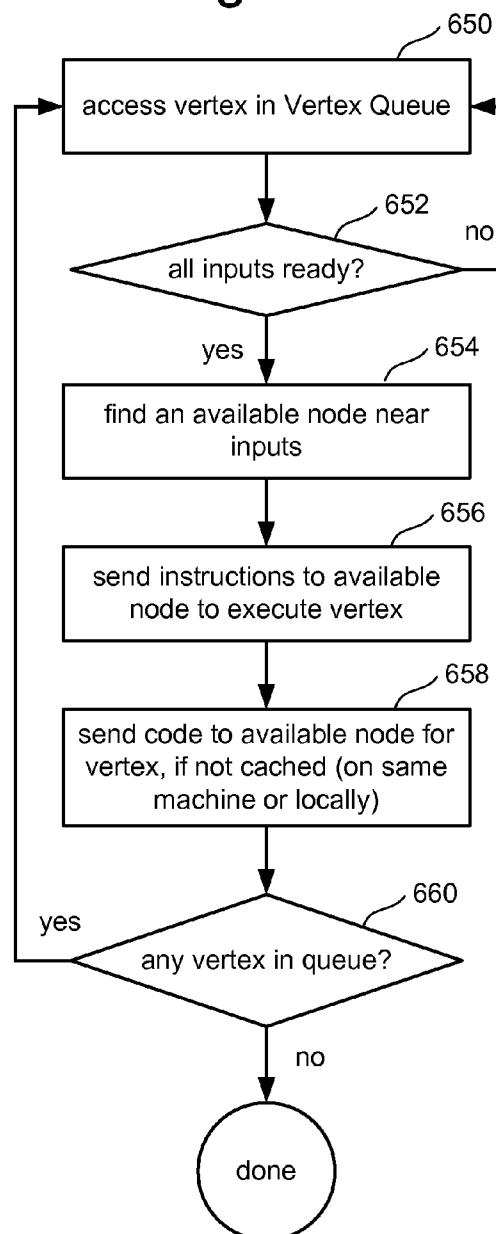 650
access vertex in Vertex Queue
652
no
all inputs ready?
yes
654
find an available node near
inputs
656
send instructions to available
node to execute vertex
658
send code to available node for
vertex, if not cached (on same
machine or locally)
660
yes
any vertex in queue?
no
done